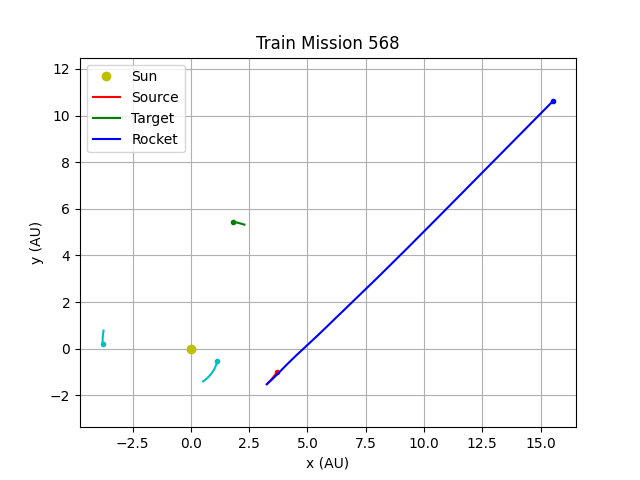 Train Mission 568
12
10
8
6
4
2
0
−2
y (AU)
Sun
Source
Target
Rocket
−2.5 0.0 2.5 5.0 7.5 10.0 12.5 15.0
x (AU)